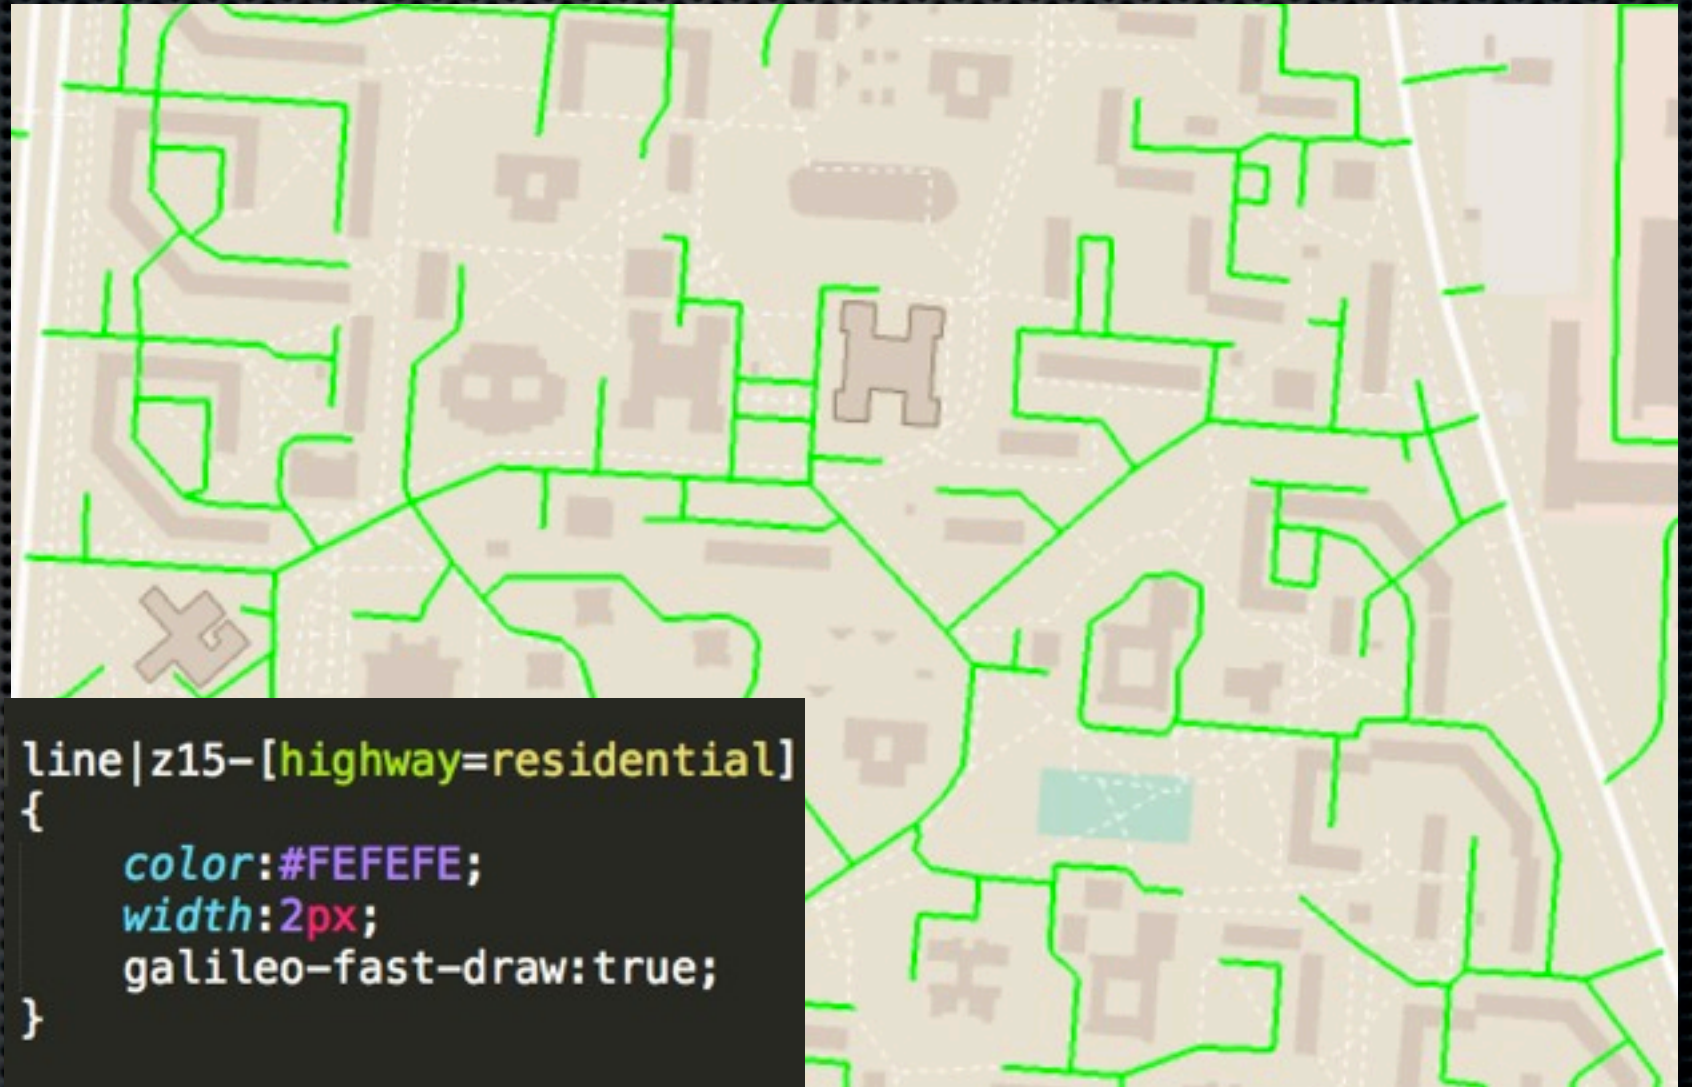 line|z15-[highway=residential]
{
color:#FEFEFE;
width:2px;
galileo-fast-draw:true;
}